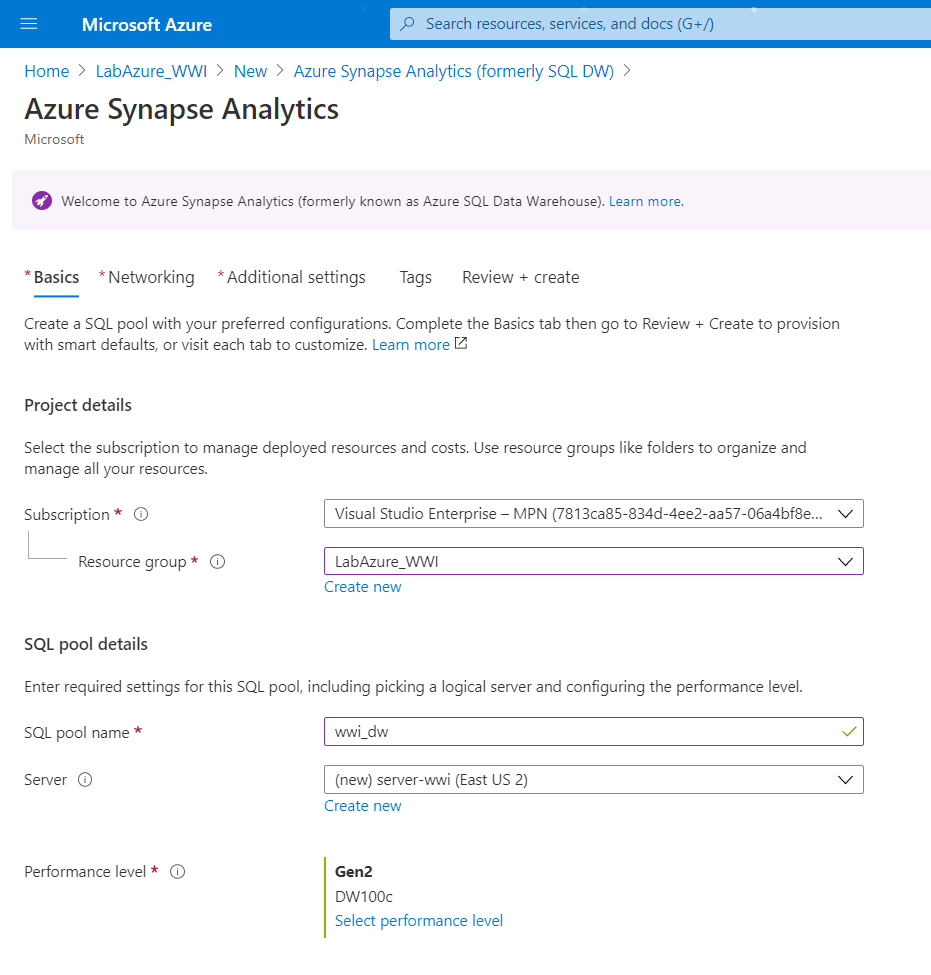 Microsoft Azure
Search resources, services, and docs (G+/)
Home > LabAzure_WWI > New > Azure Synapse Analytics (formerly SQL DW) >
Azure Synapse Analytics
Microsoft
Welcome to Azure Synapse Analytics (formerly known as Azure SQL Data Warehouse). Learn more.
* Basics * Networking * Additional settings Tags Review + create
Create a SQL pool with your preferred configurations. Complete the Basics tab then go to Review + Create to provision
with smart defaults, or visit each tab to customize. Learn more
Project details
Select the subscription to manage deployed resources and costs. Use resource groups like folders to organize and
manage all your resources.
Subscription * Visual Studio Enterprise – MPN (7813ca85-834d-4ee2-aa57-06a4bf8e...
Resource group * LabAzure_WWI
Create new
SQL pool details
Enter required settings for this SQL pool, including picking a logical server and configuring the performance level.
SQL pool name * wwi_dw
Server (new) server-wwi (East US 2)
Create new
Performance level * Gen2
DW100c
Select performance level